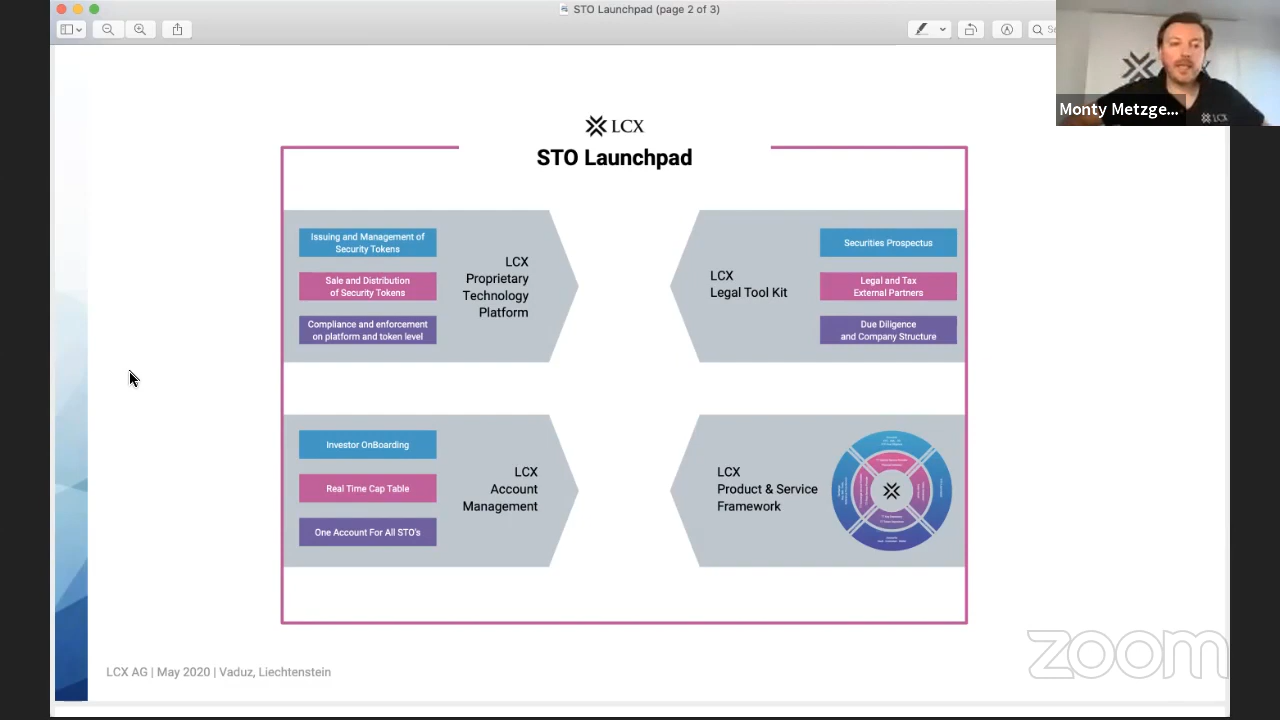 STO Launchpad (page 2 of 3)
Monty Metzge...
LCX
LCX
STO Launchpad
Issuing and Management of
Security Tokens
Sale and Distribution
of Security Tokens
Compliance and enforcement
on platform and token level
LCX
Proprietary
Technology
Platform
LCX
Legal Tool Kit
Securities Prospectus
Legal and Tax
External Partners
Due Diligence
and Company Structure
Investor OnBoarding
Real Time Cap Table
One Account For All STO's
LCX
Account
Management
LCX
Product & Service
Framework
LCX AG | May 2020 | Vaduz, Liechtenstein
zoom